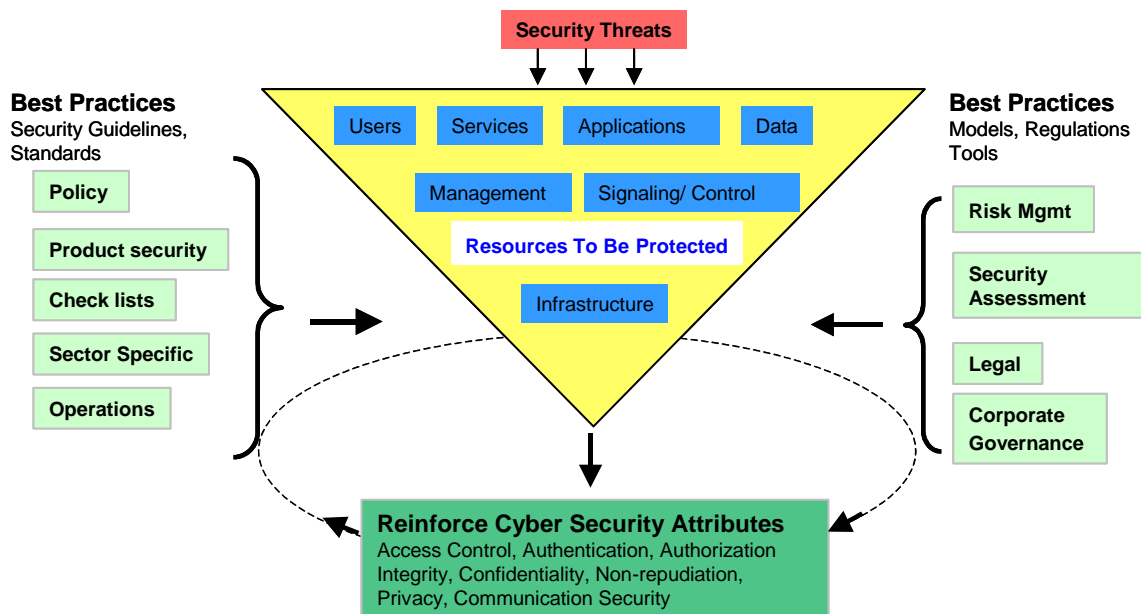 Security Threats
Best Practices
Security Guidelines,
Standards
Policy
Product security
Check lists
Sector Specific
Operations
Users
Services
Applications
Data
Management
Signaling/ Control
Resources To Be Protected
Infrastructure
Best Practices
Models, Regulations
Tools
Risk Mgmt
Security
Assessment
Legal
Corporate
Governance
Reinforce Cyber Security Attributes
Access Control, Authentication, Authorization
Integrity, Confidentiality, Non-repudiation,
Privacy, Communication Security